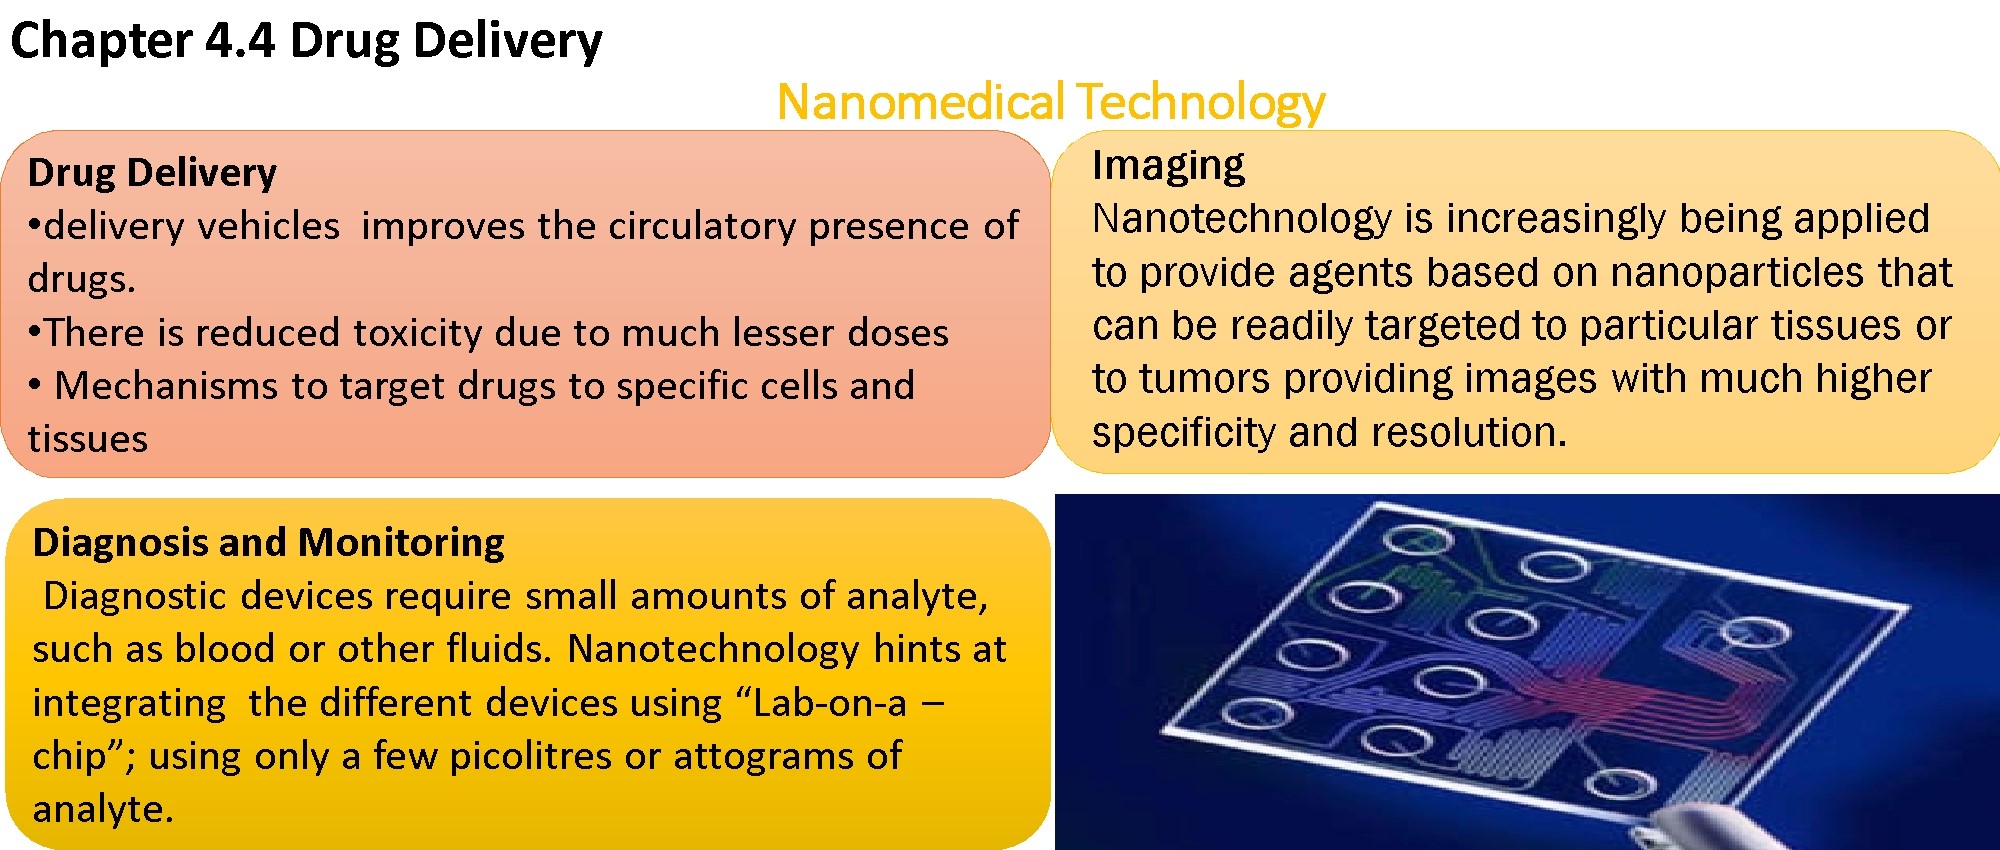 Chapter 4.4 Drug Delivery
Nanomedical Technology
Drug Delivery
•delivery vehicles improves the circulatory presence of
drugs.
•There is reduced toxicity due to much lesser doses
• Mechanisms to target drugs to specific cells and
tissues
Imaging
Nanotechnology is increasingly being applied
to provide agents based on nanoparticles that
can be readily targeted to particular tissues or
to tumors providing images with much higher
specificity and resolution.
Diagnosis and Monitoring
Diagnostic devices require small amounts of analyte,
such as blood or other fluids. Nanotechnology hints at
integrating the different devices using “Lab-on-a –
chip”; using only a few picolitres or attograms of
analyte.